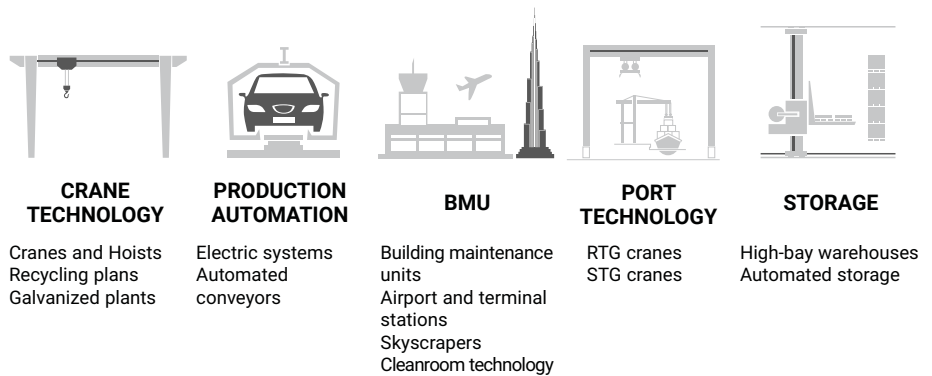 CRANE
TECHNOLOGY
Cranes and Hoists
Recycling plans
Galvanized plants
PRODUCTION
AUTOMATION
Electric systems
Automated
conveyors
BMU
Building maintenance
units
Airport and terminal
stations
Skyscrapers
Cleanroom technology
PORT
TECHNOLOGY
RTG cranes
STG cranes
STORAGE
High-bay warehouses
Automated storage